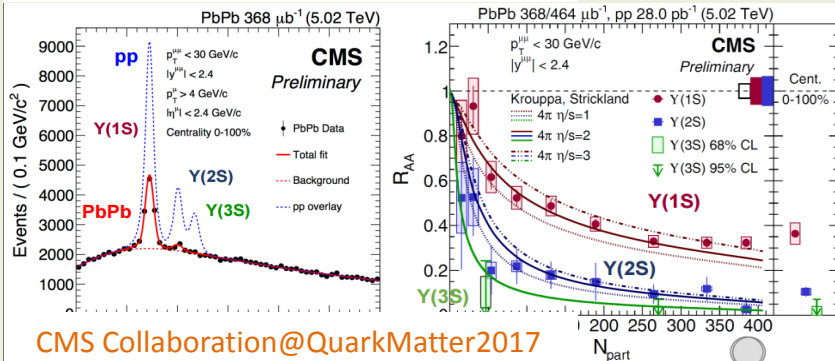 PbPb 368 μb⁻¹ (5.02 TeV)
9000
8000
7000
6000
5000
4000
3000
2000
1000
0
Events / ( 0.1 GeV/c² )
pp
p_T^μμ < 30 GeV/c
|y^μμ| < 2.4
p_T^μ > 4 GeV/c
|η^μ| < 2.4 GeV/c
Centrality 0-100%
CMS
Preliminary
Υ(1S)
PbPb Data
Total fit
Background
pp overlay
Υ(2S)
Υ(3S)
PbPb
CMS Collaboration@QuarkMatter2017
PbPb 368/464 μb⁻¹, pp 28.0 pb⁻¹ (5.02 TeV)
1.2
1
0.8
0.6
0.4
0.2
0
R_AA
p_T^μμ < 30 GeV/c
|y^μμ| < 2.4
CMS
Preliminary
Cent.
0-100%
Krouppa, Strickland
4π η/s=1
4π η/s=2
4π η/s=3
Υ(1S)
Υ(2S)
Υ(3S) 68% CL
Υ(3S) 95% CL
Υ(1S)
Υ(2S)
Υ(3S)
200 250 300 350 400
N_part